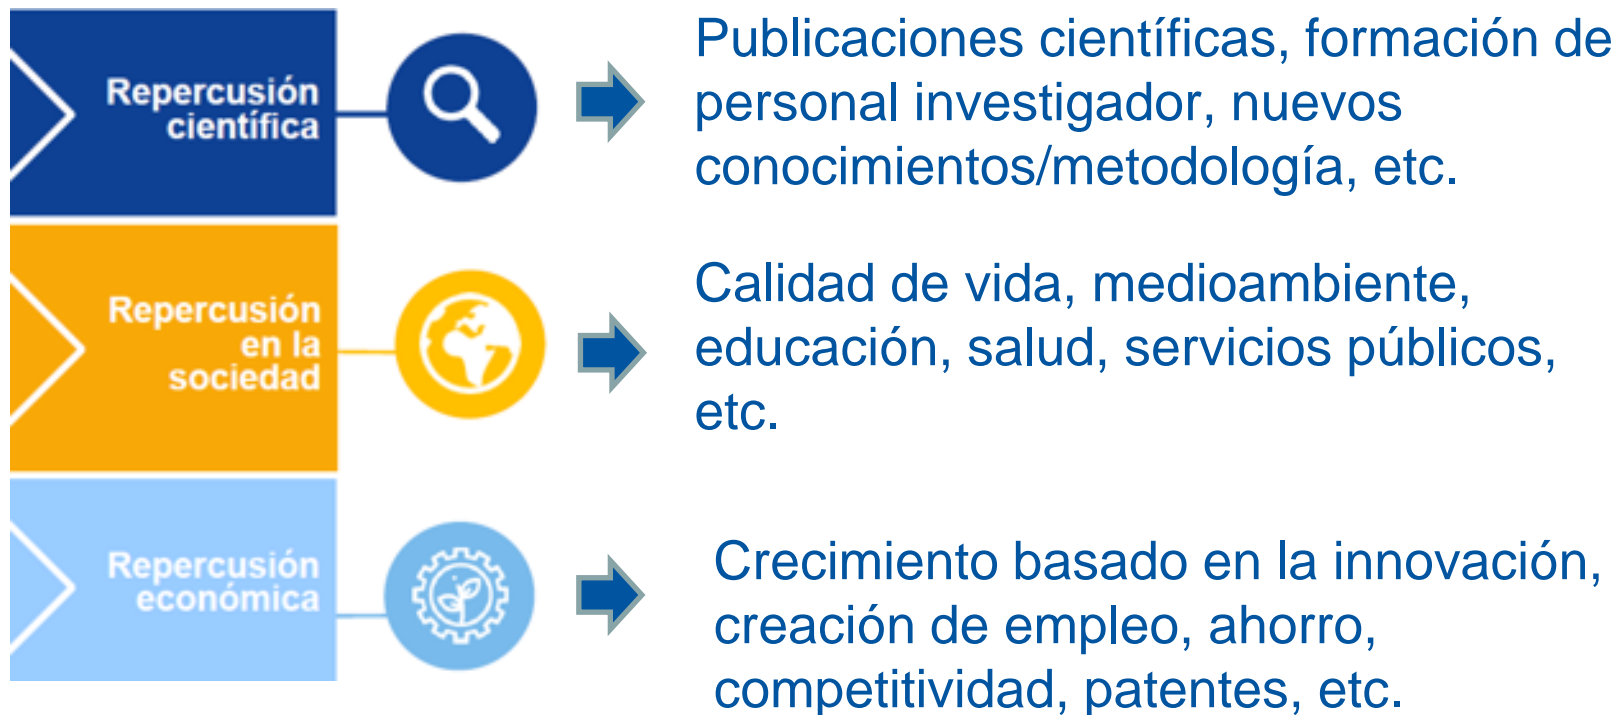 Repercusión
científica
Publicaciones científicas, formación de
personal investigador, nuevos
conocimientos/metodología, etc.
Repercusión
en la
sociedad
Calidad de vida, medioambiente,
educación, salud, servicios públicos,
etc.
Repercusión
económica
Crecimiento basado en la innovación,
creación de empleo, ahorro,
competitividad, patentes, etc.